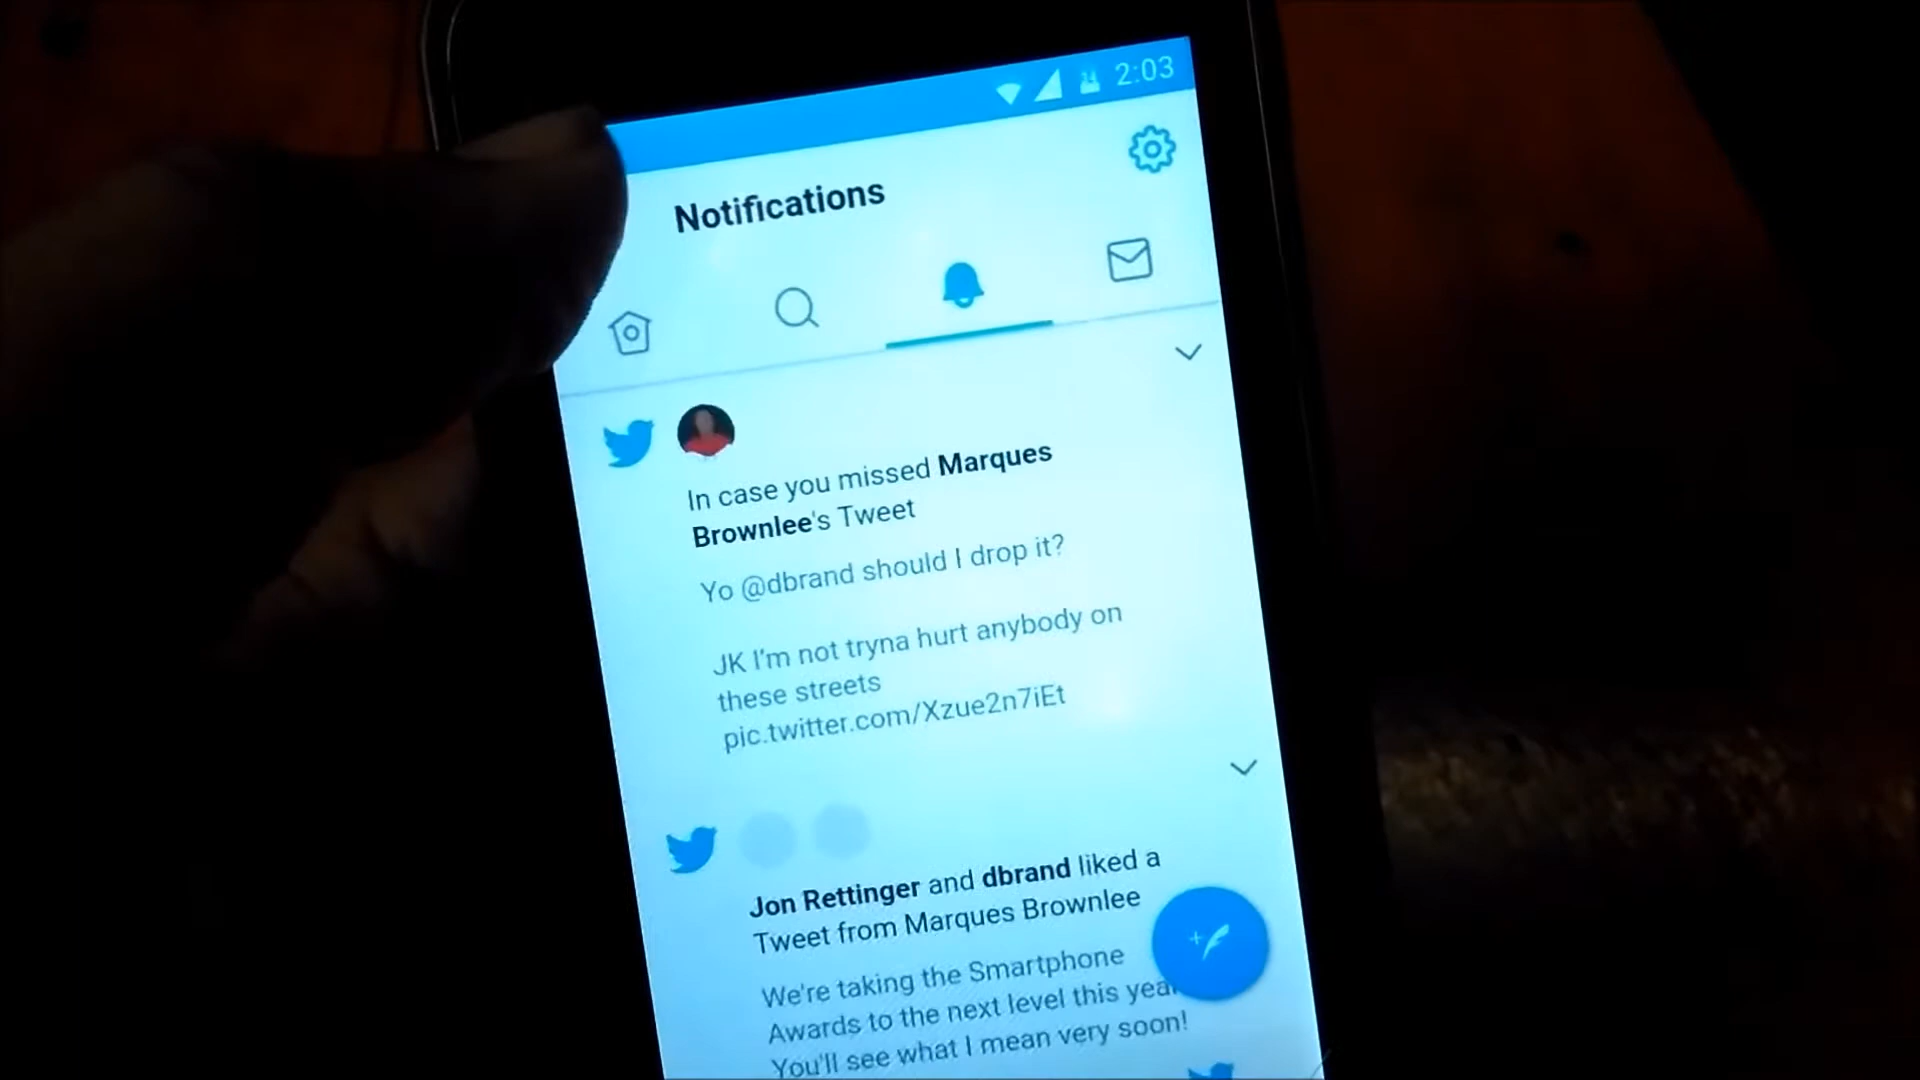 2:03
Notifications
In case you missed Marques
Brownlee's Tweet
Yo @dbrand should I drop it?
JK I'm not tryna hurt anybody on
these streets
pic.twitter.com/Xzue2n7iEt
Jon Rettinger and dbrand liked a
Tweet from Marques Brownlee
We're taking the Smartphone
Awards to the next level this year
You'll see what I mean very soon!